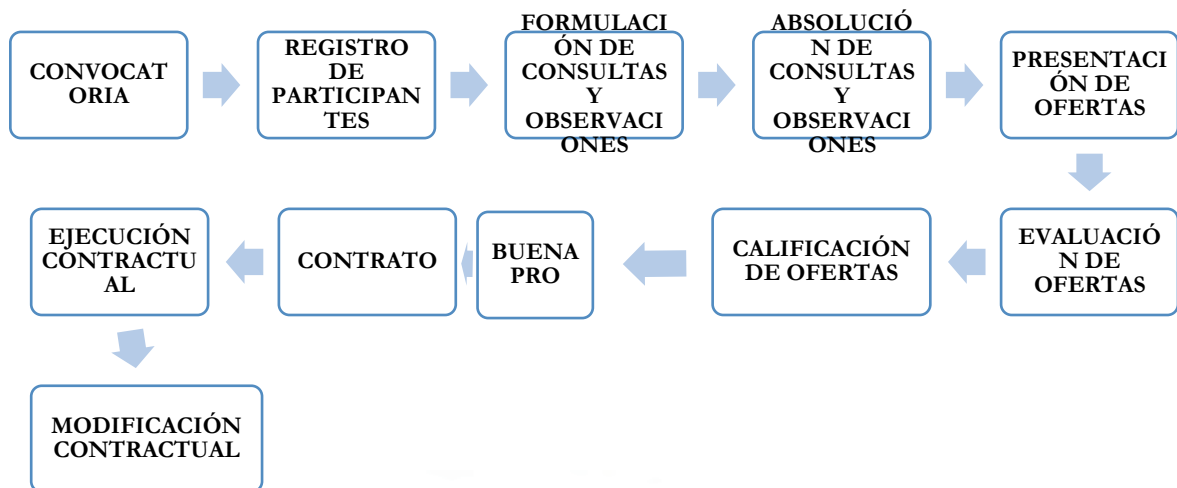 CONVOCAT
ORIA
REGISTRO
DE
PARTICIPAN
TES
FORMULACI
ÓN DE
CONSULTAS
Y
OBSERVACI
ONES
ABSOLUCIÓ
N DE
CONSULTAS
Y
OBSERVACI
ONES
PRESENTACI
ÓN DE
OFERTAS
EVALUACIÓ
N DE
OFERTAS
CALIFICACIÓN
DE OFERTAS
BUENA
PRO
CONTRATO
EJECUCIÓN
CONTRACTU
AL
MODIFICACIÓN
CONTRACTUAL